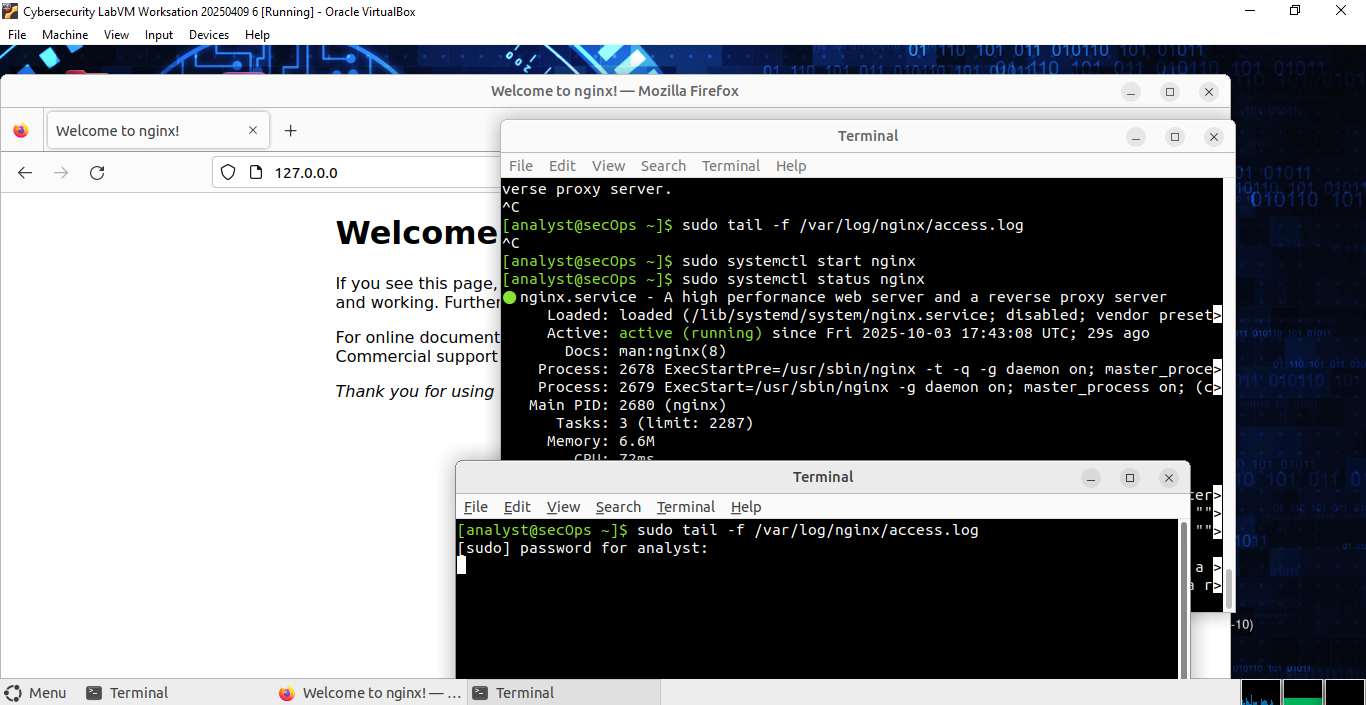 Cybersecurity LabVM Worksation 20250409 6 [Running] - Oracle VirtualBox
File Machine View Input Devices Help
Welcome to nginx! — Mozilla Firefox
Welcome to nginx!
127.0.0.0
Welcome
If you see this page,
and working. Further
For online document
Commercial support
Thank you for using
Terminal
File Edit View Search Terminal Help
verse proxy server.
^C
[analyst@secOps ~]$ sudo tail -f /var/log/nginx/access.log
^C
[analyst@secOps ~]$ sudo systemctl start nginx
[analyst@secOps ~]$ sudo systemctl status nginx
● nginx.service - A high performance web server and a reverse proxy server
Loaded: loaded (/lib/systemd/system/nginx.service; disabled; vendor preset>
Active: active (running) since Fri 2025-10-03 17:43:08 UTC; 29s ago
Docs: man:nginx(8)
Process: 2678 ExecStartPre=/usr/sbin/nginx -t -q -g daemon on; master_proce>
Process: 2679 ExecStart=/usr/sbin/nginx -g daemon on; master_process on; (c>
Main PID: 2680 (nginx)
Tasks: 3 (limit: 2287)
Memory: 6.6M
CPU: 72ms
ter>
"">
"">
a >
a r>
Terminal
File Edit View Search Terminal Help
[analyst@secOps ~]$ sudo tail -f /var/log/nginx/access.log
[sudo] password for analyst:
-10)
Menu Terminal Welcome to nginx! — ... Terminal